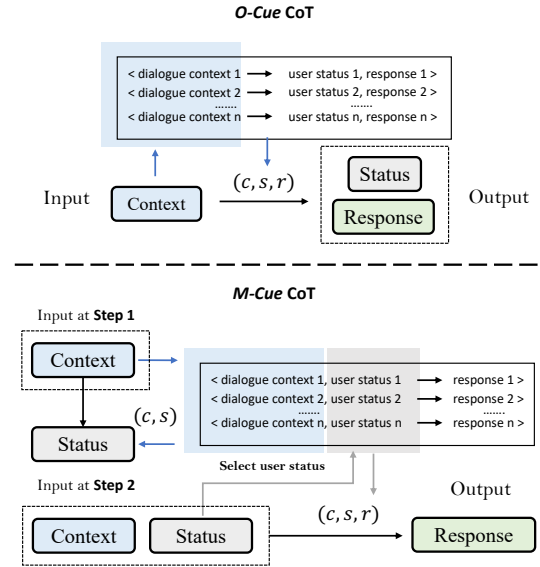 O-Cue CoT
< dialogue context 1 user status 1, response 1 >
< dialogue context 2 user status 2, response 2 >
....... .......
< dialogue context n user status n, response n >
Input
Context
(c, s, r)
Status
Response
Output
M-Cue CoT
Input at Step 1
Context
(c, s)
Status
< dialogue context 1, user status 1 response 1 >
< dialogue context 2, user status 2 response 2 >
....... .......
< dialogue context n, user status n response n >
Select user status
Input at Step 2
Context
Status
(c, s, r)
Output
Response